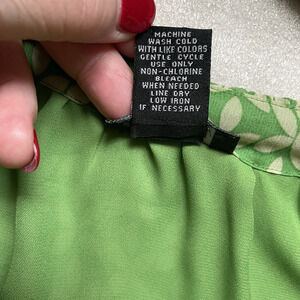 MACHINE
WASH COLD
WITH LIKE COLORS
GENTLE CYCLE
USE ONLY
NON-CHLORINE
BLEACH
WHEN NEEDED
LINE DRY
LOW IRON
IF NECESSARY